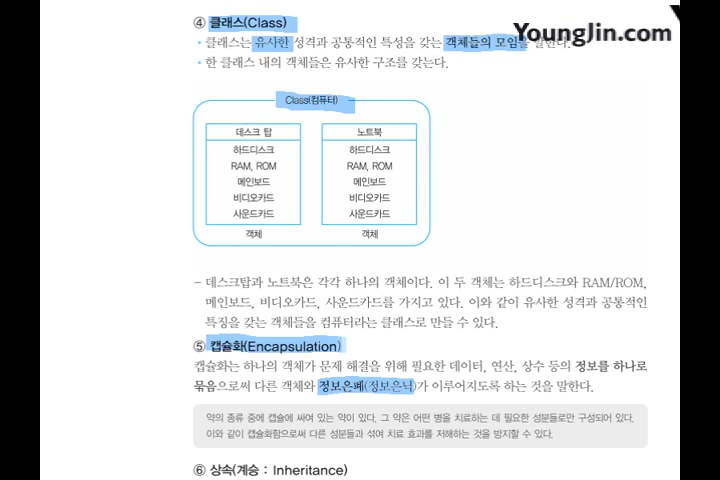 YoungJin.com
④ 클래스(Class)
• 클래스는 유사한 성격과 공통적인 특성을 갖는 객체들의 모임을 말한다.
• 한 클래스 내의 객체들은 유사한 구조를 갖는다.
Class(컴퓨터)
데스크 탑
하드디스크
RAM, ROM
메인보드
비디오카드
사운드카드
객체
노트북
하드디스크
RAM, ROM
메인보드
비디오카드
사운드카드
객체
- 데스크탑과 노트북은 각각 하나의 객체이다. 이 두 객체는 하드디스크와 RAM/ROM,
메인보드, 비디오카드, 사운드카드를 가지고 있다. 이와 같이 유사한 성격과 공통적인
특징을 갖는 객체들을 컴퓨터라는 클래스로 만들 수 있다.
⑤ 캡슐화(Encapsulation)
캡슐화는 하나의 객체가 문제 해결을 위해 필요한 데이터, 연산, 상수 등의 정보를 하나로
묶음으로써 다른 객체와 정보은폐(정보은닉)가 이루어지도록 하는 것을 말한다.
약의 종류 중에 캡슐에 싸여 있는 약이 있다. 그 약은 어떤 병을 치료하는 데 필요한 성분들로만 구성되어 있다.
이와 같이 캡슐화함으로써 다른 성분들과 섞여 치료 효과를 저해하는 것을 방지할 수 있다.
⑥ 상속(계승 : Inheritance)